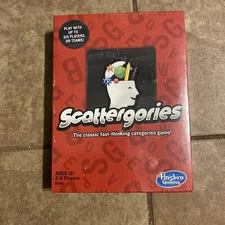 PLAY WITH
UP TO
SIX PLAYERS
OR TEAMS!
Scattergories
The classic fast-thinking categories game!
AGES 12+
2-6 Players
Hasbro
Gaming